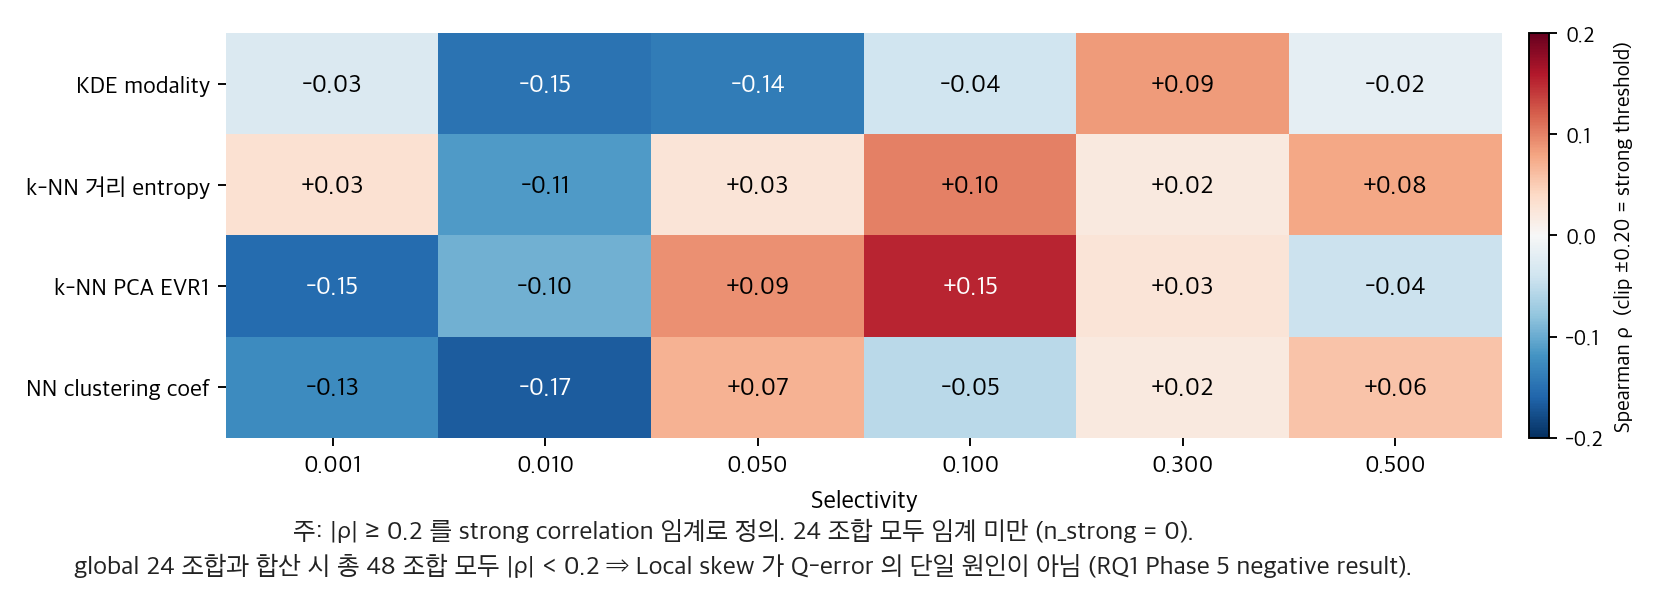 KDE modality -0.03 -0.15 -0.14 -0.04 +0.09 -0.02
k-NN 거리 entropy +0.03 -0.11 +0.03 +0.10 +0.02 +0.08
k-NN PCA EVR1 -0.15 -0.10 +0.09 +0.15 +0.03 -0.04
NN clustering coef -0.13 -0.17 +0.07 -0.05 +0.02 +0.06
0.001 0.010 0.050 0.100 0.300 0.500
Selectivity
0.2
0.1
0.0
-0.1
-0.2
Spearman ρ (clip ±0.20 = strong threshold)
주: |ρ| ≥ 0.2 를 strong correlation 임계로 정의. 24 조합 모두 임계 미만 (n_strong = 0).
global 24 조합과 합산 시 총 48 조합 모두 |ρ| < 0.2 ⇒ Local skew 가 Q-error 의 단일 원인이 아님 (RQ1 Phase 5 negative result).